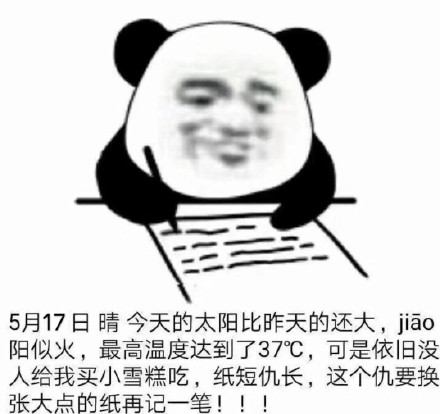 5月17日 晴 今天的太阳比昨天的还大，jiāo
阳似火，最高温度达到了37℃，可是依旧没
人给我买小雪糕吃，纸短仇长，这个仇要换
张大点的纸再记一笔！！！